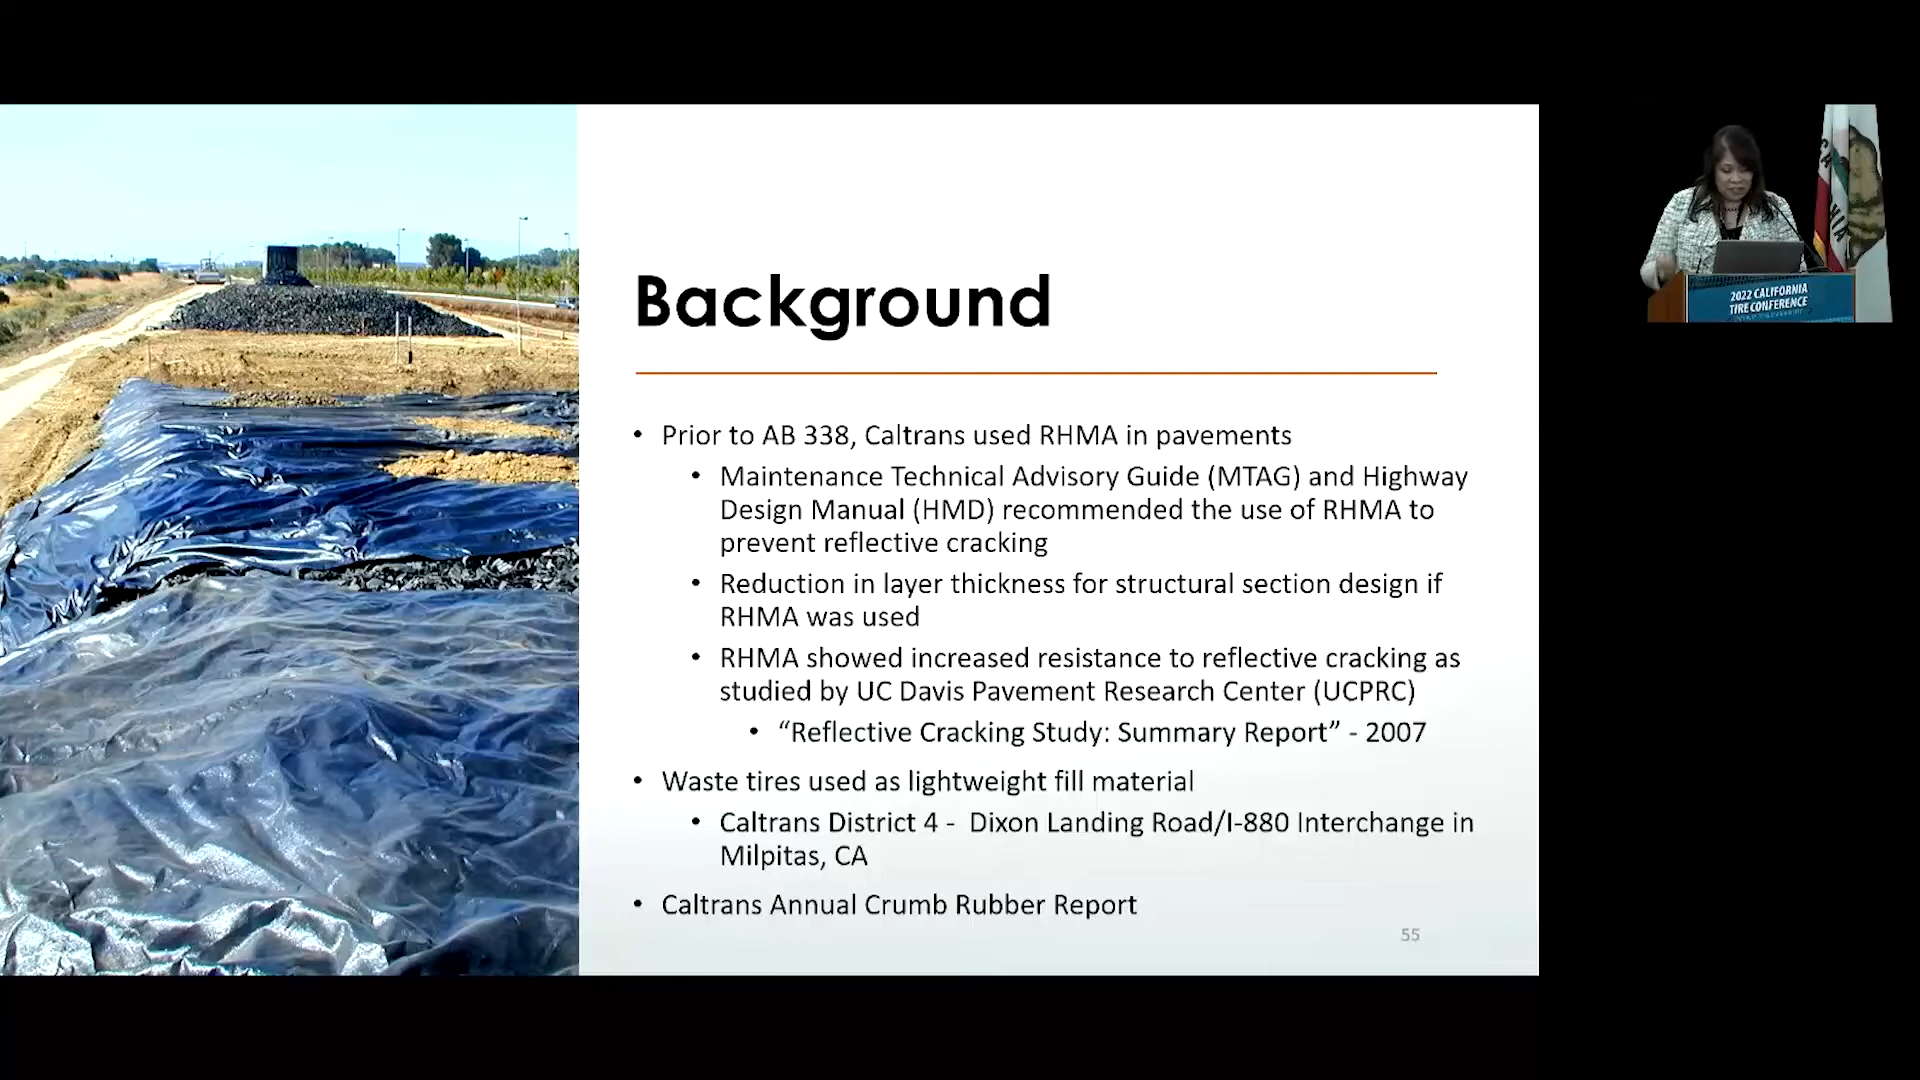 Background
• Prior to AB 338, Caltrans used RHMA in pavements
• Maintenance Technical Advisory Guide (MTAG) and Highway
Design Manual (HMD) recommended the use of RHMA to
prevent reflective cracking
• Reduction in layer thickness for structural section design if
RHMA was used
• RHMA showed increased resistance to reflective cracking as
studied by UC Davis Pavement Research Center (UCPRC)
• “Reflective Cracking Study: Summary Report” - 2007
• Waste tires used as lightweight fill material
• Caltrans District 4 - Dixon Landing Road/I-880 Interchange in
Milpitas, CA
• Caltrans Annual Crumb Rubber Report
55
2022 CALIFORNIA
TIRE CONFERENCE